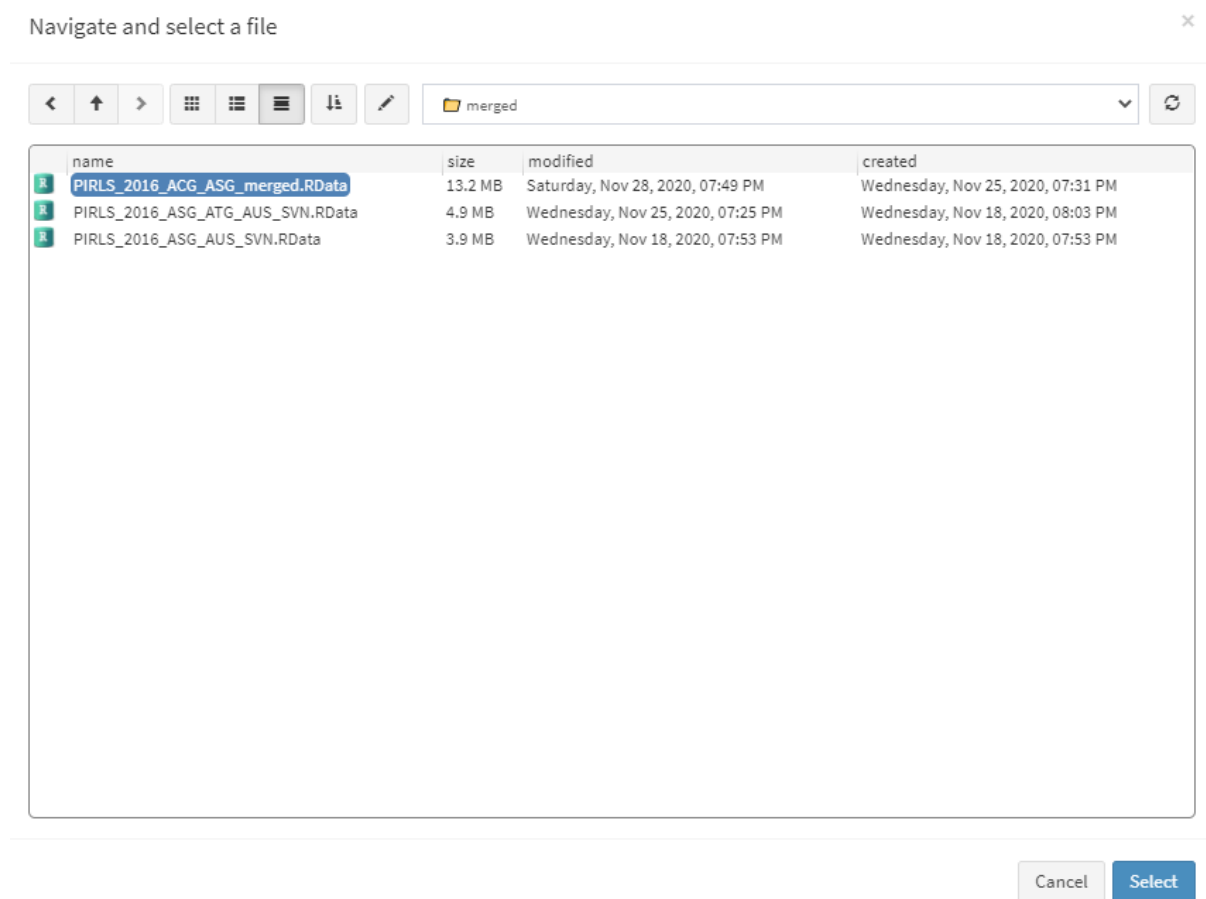 Navigate and select a file
merged
name size modified created
PIRLS_2016_ACG_ASG_merged.RData 13.2 MB Saturday, Nov 28, 2020, 07:49 PM Wednesday, Nov 25, 2020, 07:31 PM
PIRLS_2016_ASG_ATG_AUS_SVN.RData 4.9 MB Wednesday, Nov 25, 2020, 07:25 PM Wednesday, Nov 18, 2020, 08:03 PM
PIRLS_2016_ASG_AUS_SVN.RData 3.9 MB Wednesday, Nov 18, 2020, 07:53 PM Wednesday, Nov 18, 2020, 07:53 PM
Cancel Select